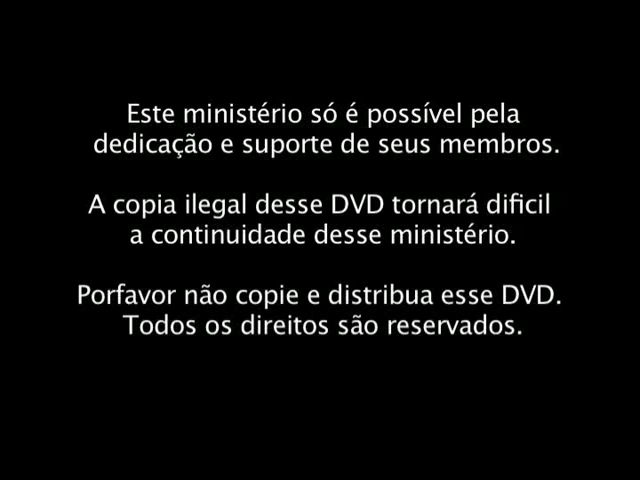 Este ministério só é possível pela
dedicação e suporte de seus membros.
A copia ilegal desse DVD tornará dificil
a continuidade desse ministério.
Porfavor não copie e distribua esse DVD.
Todos os direitos são reservados.